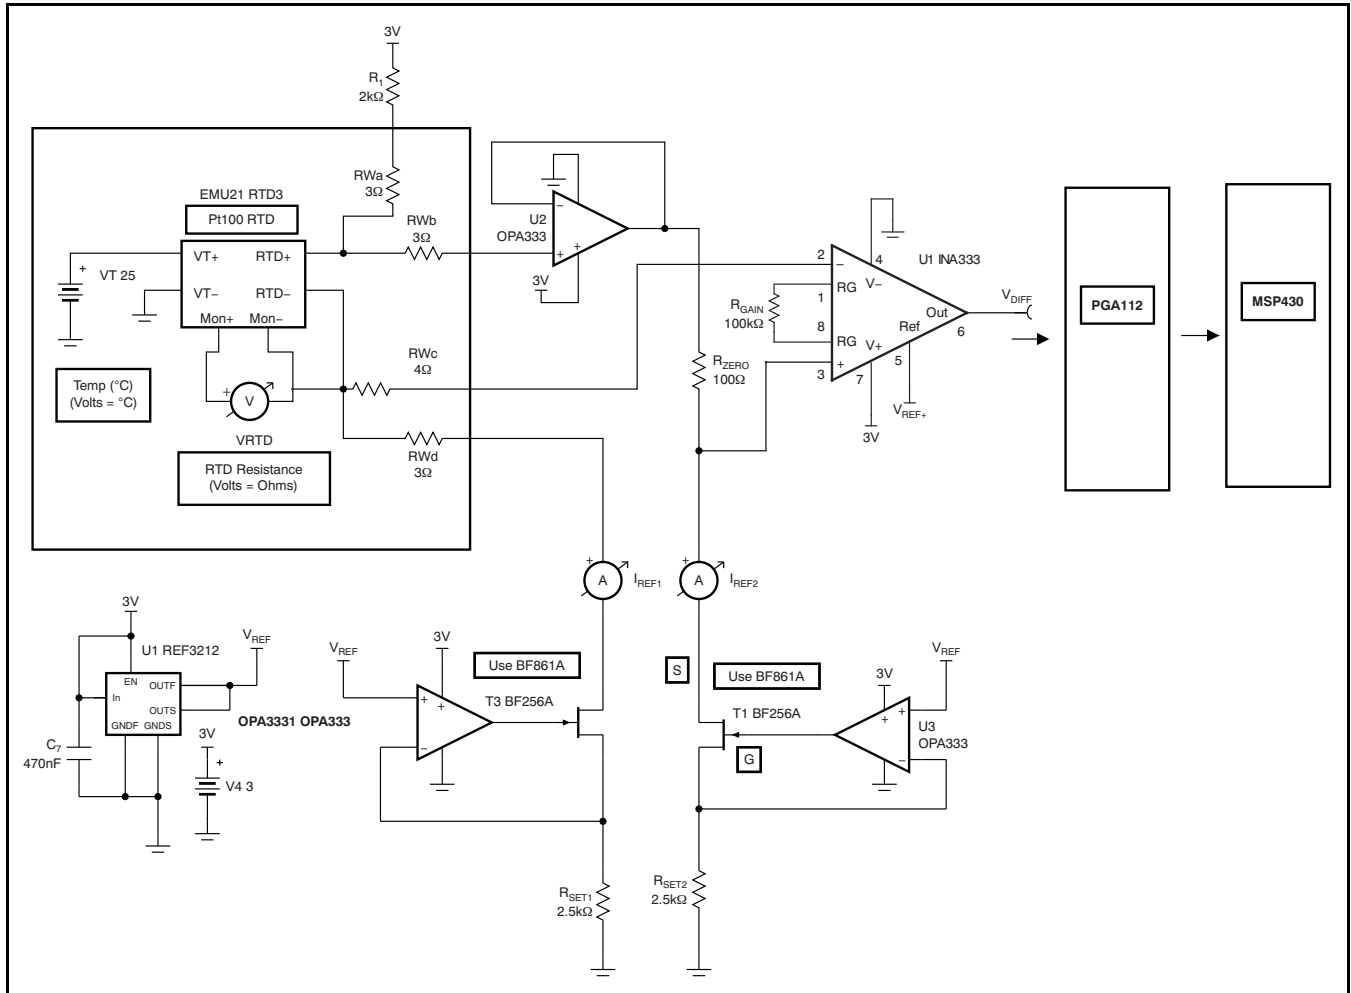 3V
R1
2kΩ
RWa
3Ω
EMU21 RTD3
Pt100 RTD
VT+
RTD+
VT−
RTD−
Mon+
Mon−
+
VT 25
RWb
3Ω
U2
OPA333
−
+
+
3V
RWc
4Ω
Temp (°C)
(Volts = °C)
+
V
VRTD
RTD Resistance
(Volts = Ohms)
RWd
3Ω
RGAIN
100kΩ
RZERO
100Ω
U1 INA333
2
−
4
RG
V−
1
8
RG
V+
Ref
Out
6
+
3
7
5
3V
VREF+
VDIFF
PGA112
MSP430
+
A
IREF1
+
A
IREF2
3V
U1 REF3212
VREF
EN
OUTF
In
OUTS
GNDF
GNDS
C7
470nF
OPA3331 OPA333
3V
+
V4 3
VREF
3V
+
+
−
Use BF861A
T3 BF256A
RSET1
2.5kΩ
S
Use BF861A
T1 BF256A
G
3V
VREF
+
+
−
U3
OPA333
RSET2
2.5kΩ